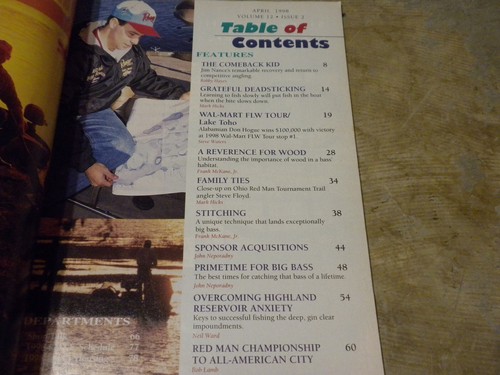 APRIL 1998
VOLUME 12 • ISSUE 2
Table of
Contents
FEATURES
THE COMEBACK KID 8
Jim Nance's remarkable recovery and return to
competitive angling.
GRATEFUL DEADSTICKING 14
Learning to fish slowly will put fish in the boat
when the bite slows down.
Mark Hicks
WAL-MART FLW TOUR/ 19
Lake Toho
Alabamian Don Hogue wins $100,000 with victory
at 1998 Wal-Mart FLW Tour stop #1.
Steve Waters
A REVERENCE FOR WOOD 28
Understanding the importance of wood in a bass'
habitat.
Frank McKane, Jr.
FAMILY TIES 34
Close-up on Ohio Red Man Tournament Trail
angler Steve Floyd.
Mark Hicks
STITCHING 38
A unique technique that lands exceptionally
big bass.
Frank McKane, Jr.
SPONSOR ACQUISITIONS 44
John Neporadny
PRIMETIME FOR BIG BASS 48
The best times for catching that bass of a lifetime.
John Neporadny
OVERCOMING HIGHLAND 54
RESERVOIR ANXIETY
Keys to successful fishing the deep, gin clear
impoundments.
Neil Ward
RED MAN CHAMPIONSHIP 60
TO ALL-AMERICAN CITY
Bob Lamb
DEPARTMENTS